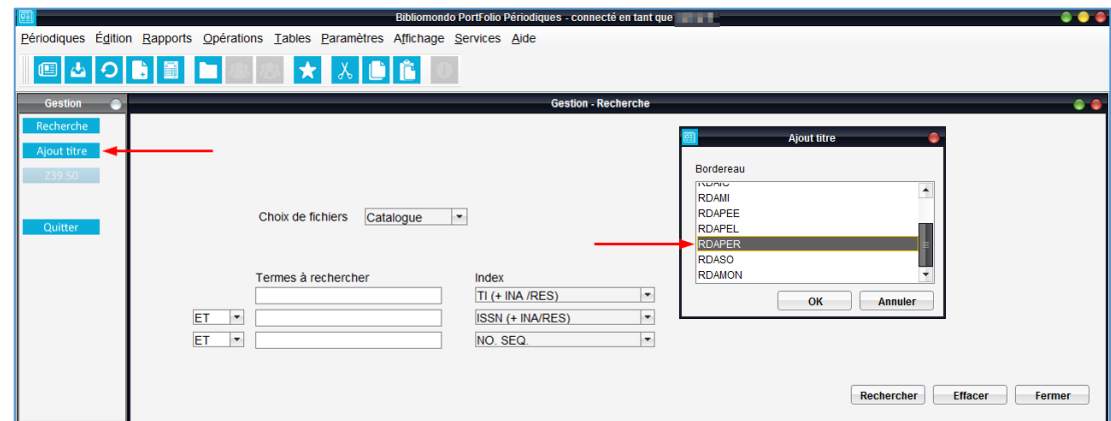 Bibliomondo PortFolio Périodiques - connecté en tant que
Périodiques Édition Rapports Opérations Tables Paramètres Affichage Services Aide
Gestion
Gestion - Recherche
Recherche
Ajout titre
Z39.50
Quitter
Choix de fichiers Catalogue
Termes à rechercher Index
TI (+ INA /RES)
ET ISSN (+ INA/RES)
ET NO. SEQ.
Rechercher Effacer Fermer
Ajout titre
Bordereau
RDAIC
RDAMI
RDAPEE
RDAPEL
RDAPER
RDASO
RDAMON
OK Annuler